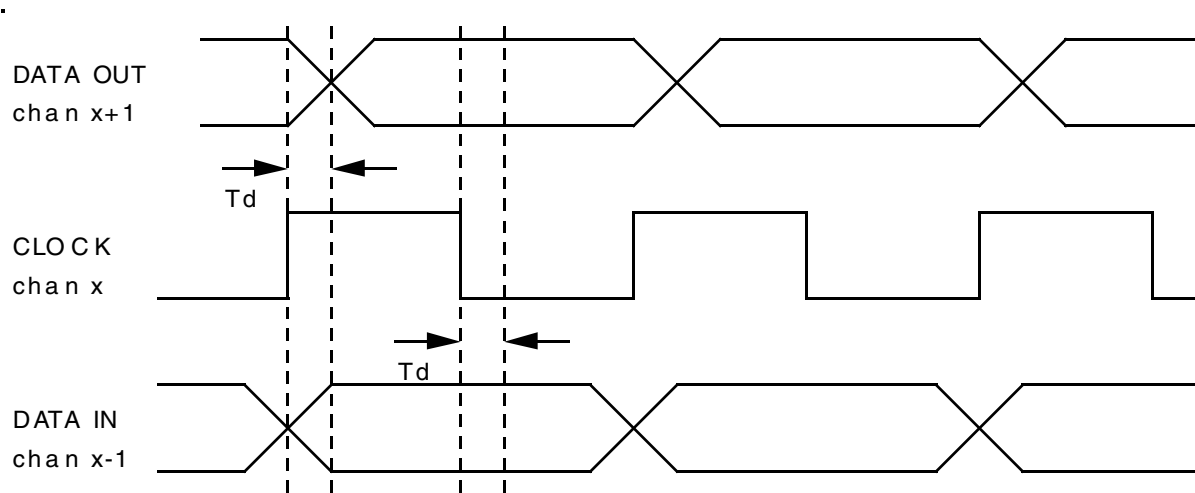 DATA OUT
chan x+1
Td
CLOCK
chan x
Td
DATA IN
chan x-1